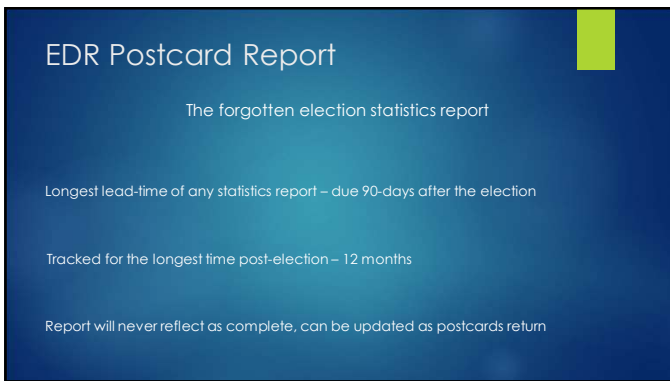 EDR Postcard Report
The forgotten election statistics report
Longest lead-time of any statistics report – due 90-days after the election
Tracked for the longest time post-election – 12 months
Report will never reflect as complete, can be updated as postcards return